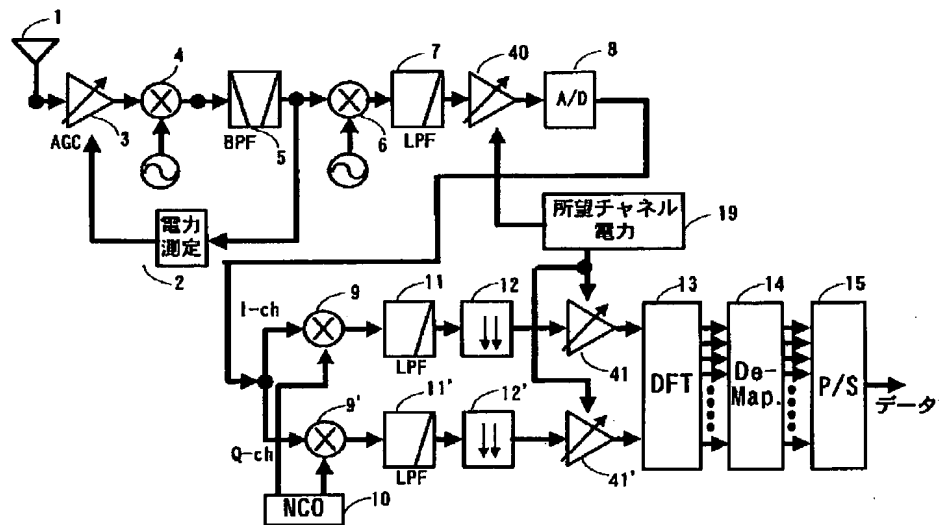 1
4
7
40
8
A/D
AGC
3
BPF
5
6
LPF
電力
測定
2
所望チャネル
電力
19
I-ch
9
11
12
13
14
15
LPF
41
DFT
De-
Map.
P/S
データ
9'
11'
12'
Q-ch
LPF
41'
NCO
10